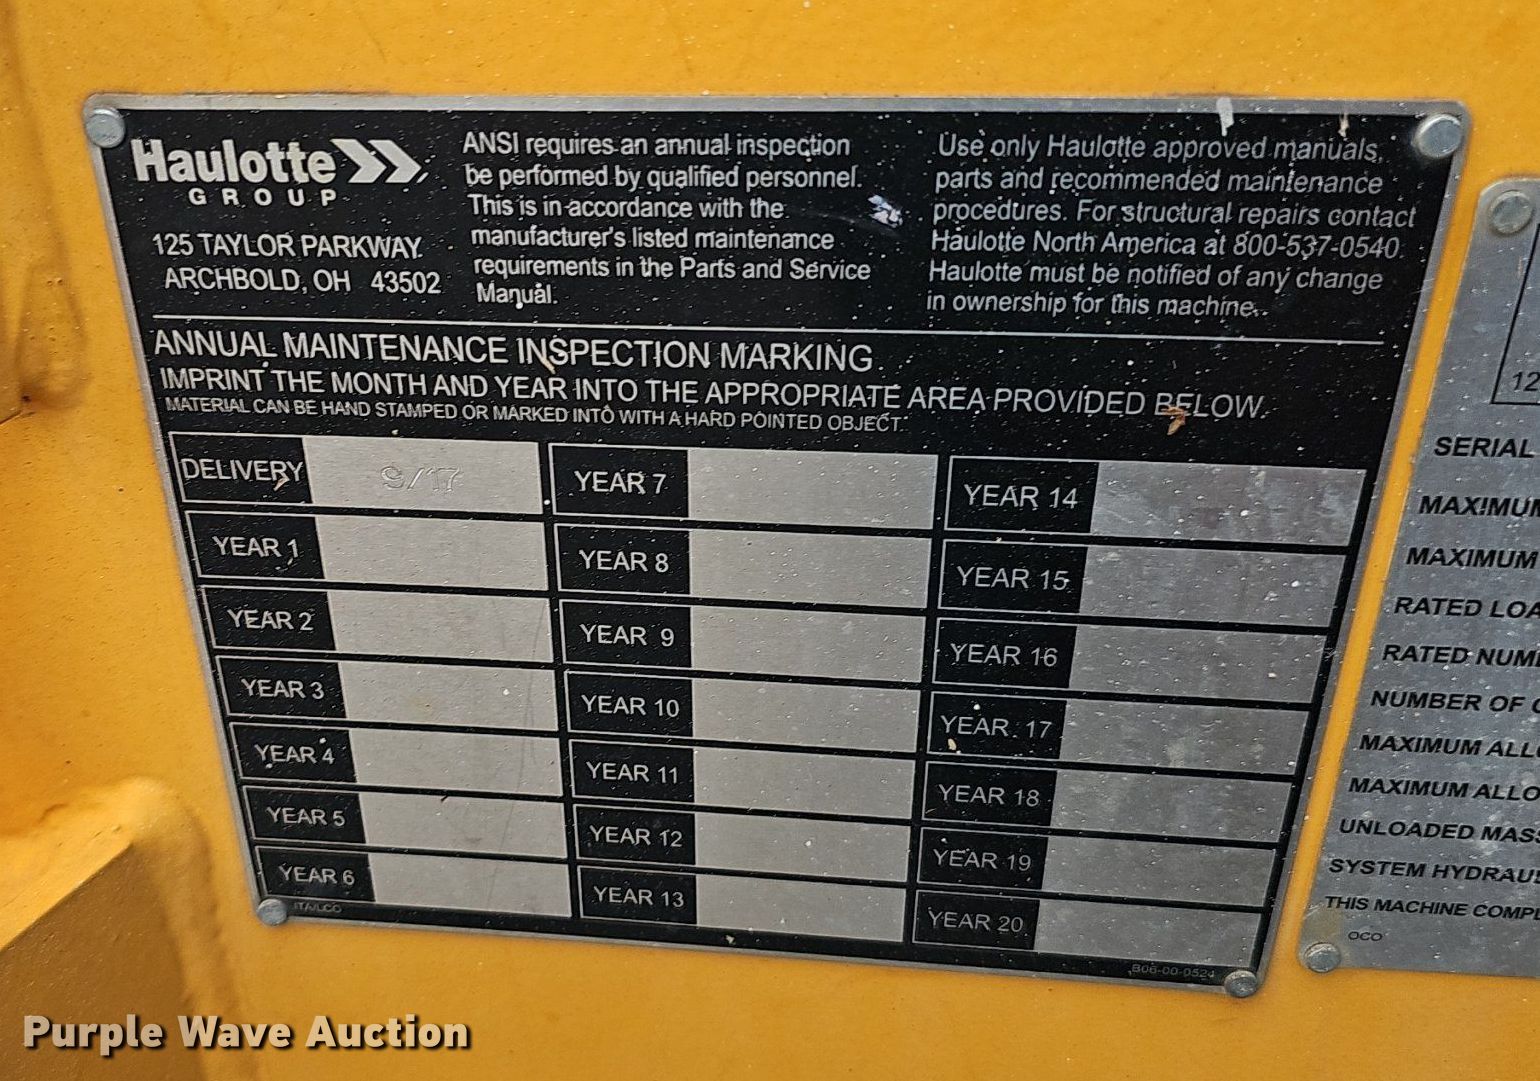 Haulotte
GROUP
125 TAYLOR PARKWAY
ARCHBOLD, OH 43502
ANSI requires an annual inspection
be performed by qualified personnel.
This is in accordance with the
manufacturer's listed maintenance
requirements in the Parts and Service
Manual.
Use only Haulotte approved manuals,
parts and recommended maintenance
procedures. For structural repairs contact
Haulotte North America at 800-537-0540.
Haulotte must be notified of any change
in ownership for this machine.
ANNUAL MAINTENANCE INSPECTION MARKING
IMPRINT THE MONTH AND YEAR INTO THE APPROPRIATE AREA PROVIDED BELOW.
MATERIAL CAN BE HAND STAMPED OR MARKED INTO WITH A HARD POINTED OBJECT.
DELIVERY 9/17
YEAR 1
YEAR 2
YEAR 3
YEAR 4
YEAR 5
YEAR 6
YEAR 7
YEAR 8
YEAR 9
YEAR 10
YEAR 11
YEAR 12
YEAR 13
YEAR 14
YEAR 15
YEAR 16
YEAR 17
YEAR 18
YEAR 19
YEAR 20
B06-00-0524
12
SERIAL
MAXIMUM
MAXIMUM
RATED LOA
RATED NUM
NUMBER OF
MAXIMUM ALL
MAXIMUM ALLO
UNLOADED MASS
SYSTEM HYDRAU
THIS MACHINE COMPL
OCO
Purple Wave Auction